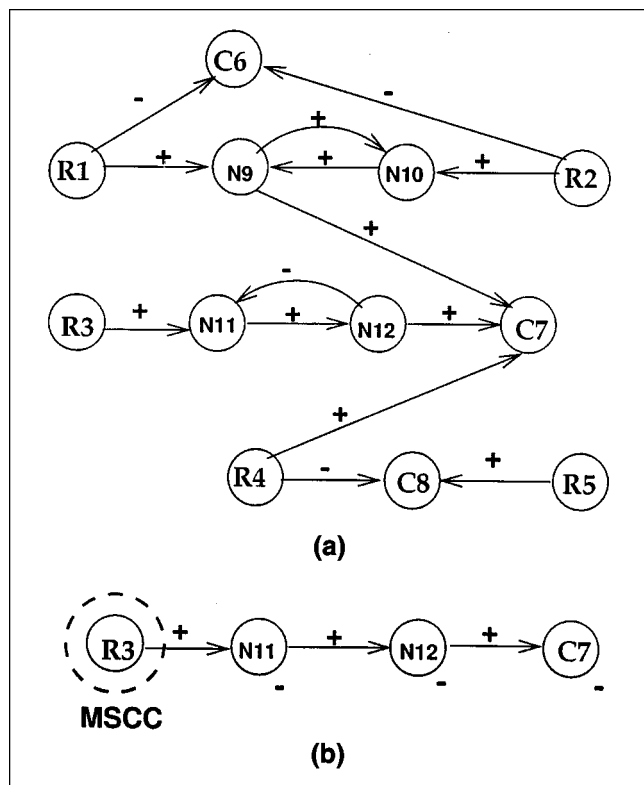 C6
- -
+
R1 + N9 + N10 + R2
+
-
R3 + N11 + N12 + C7
+
R4 - C8 + R5
(a)
R3 + N11 + N12 + C7
- - -
MSCC
(b)